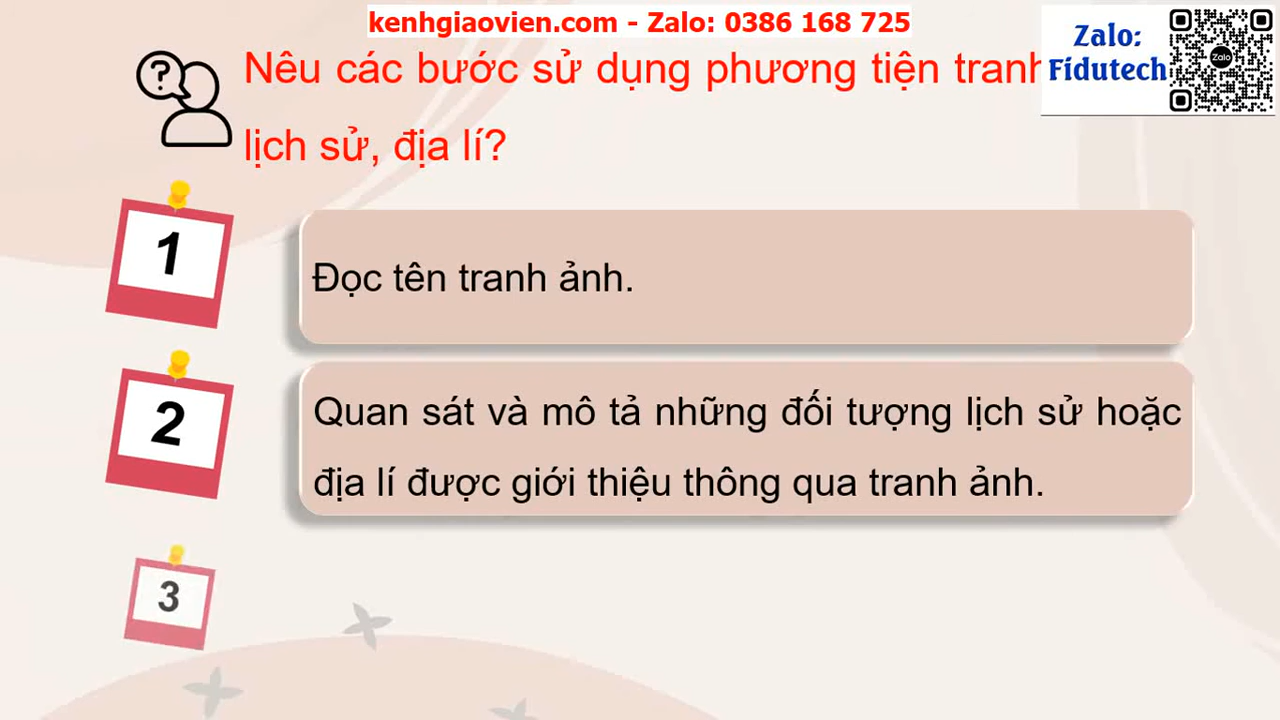 kenhgiaovien.com - Zalo: 0386 168 725
Zalo:
Fidutech
Zalo
Nêu các bước sử dụng phương tiện tranh
lịch sử, địa lí?
1
Đọc tên tranh ảnh.
2
Quan sát và mô tả những đối tượng lịch sử hoặc
địa lí được giới thiệu thông qua tranh ảnh.
3